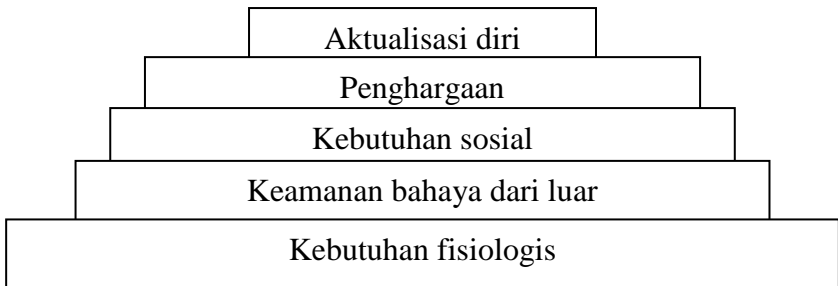 Aktualisasi diri
Penghargaan
Kebutuhan sosial
Keamanan bahaya dari luar
Kebutuhan fisiologis